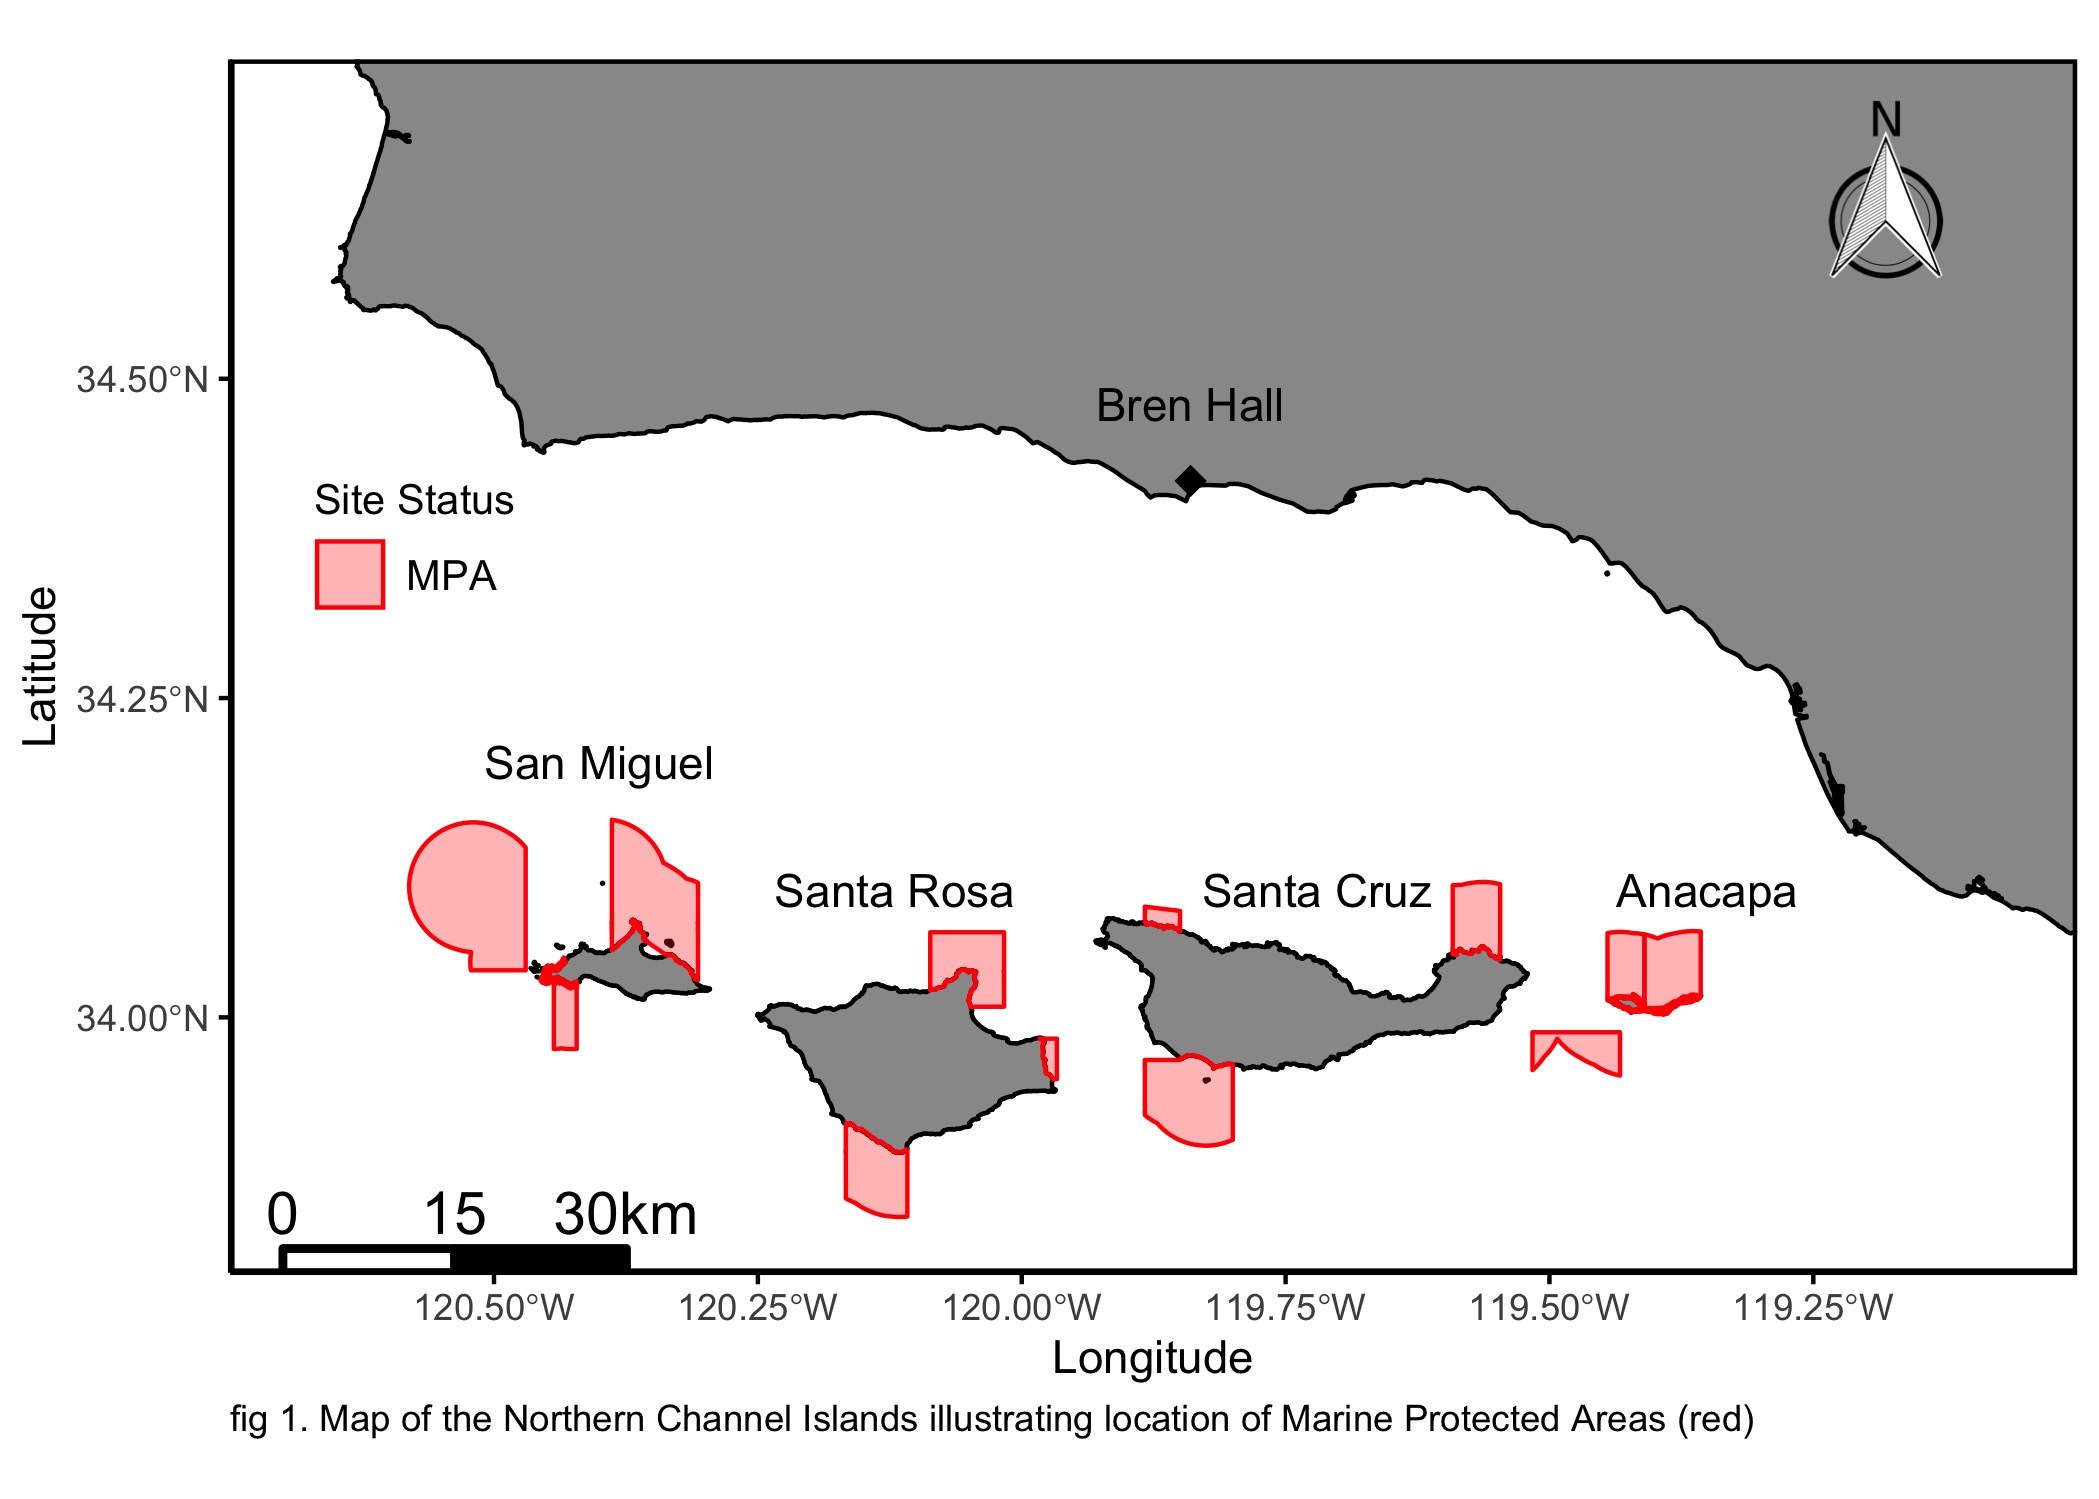 N
34.50°N
Bren Hall
Site Status
MPA
Latitude
34.25°N
San Miguel
Santa Rosa
Santa Cruz
Anacapa
34.00°N
0 15 30km
120.50°W 120.25°W 120.00°W 119.75°W 119.50°W 119.25°W
Longitude
fig 1. Map of the Northern Channel Islands illustrating location of Marine Protected Areas (red)